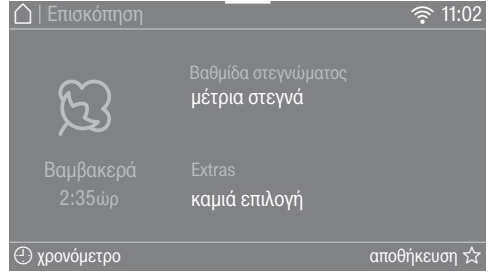 | Επισκόπηση 11:02
Βαθμίδα στεγνώματος
μέτρια στεγνά
Βαμβακερά
2:35ώρ
Extras
καμιά επιλογή
χρονόμετρο
αποθήκευση